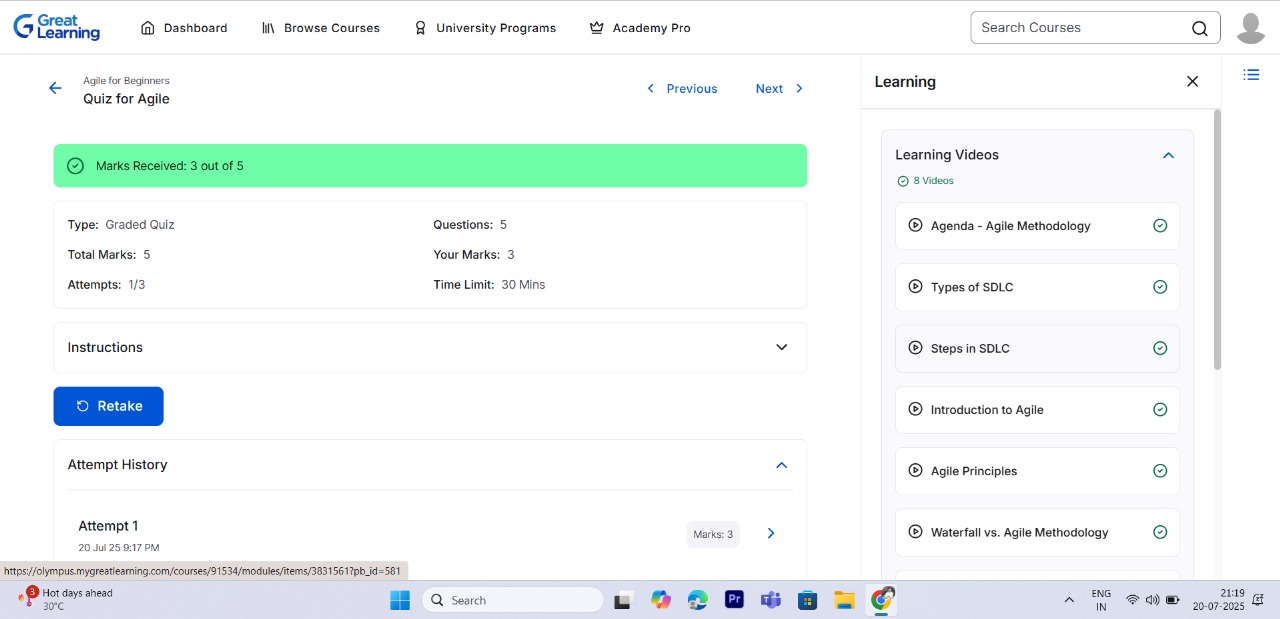 Great Learning
Dashboard
Browse Courses
University Programs
Academy Pro
Search Courses
Agile for Beginners
Quiz for Agile
Previous
Next
Marks Received: 3 out of 5
Type: Graded Quiz
Questions: 5
Total Marks: 5
Your Marks: 3
Attempts: 1/3
Time Limit: 30 Mins
Instructions
Retake
Attempt History
Attempt 1
20 Jul 25 9:17 PM
Marks: 3
Learning
Learning Videos
8 Videos
Agenda - Agile Methodology
Types of SDLC
Steps in SDLC
Introduction to Agile
Agile Principles
Waterfall vs. Agile Methodology
https://olympus.mygreatlearning.com/courses/91534/modules/items/3831561?pb_id=581
3
Hot days ahead
30°C
Search
Pr
ENG
IN
21:19
20-07-2025